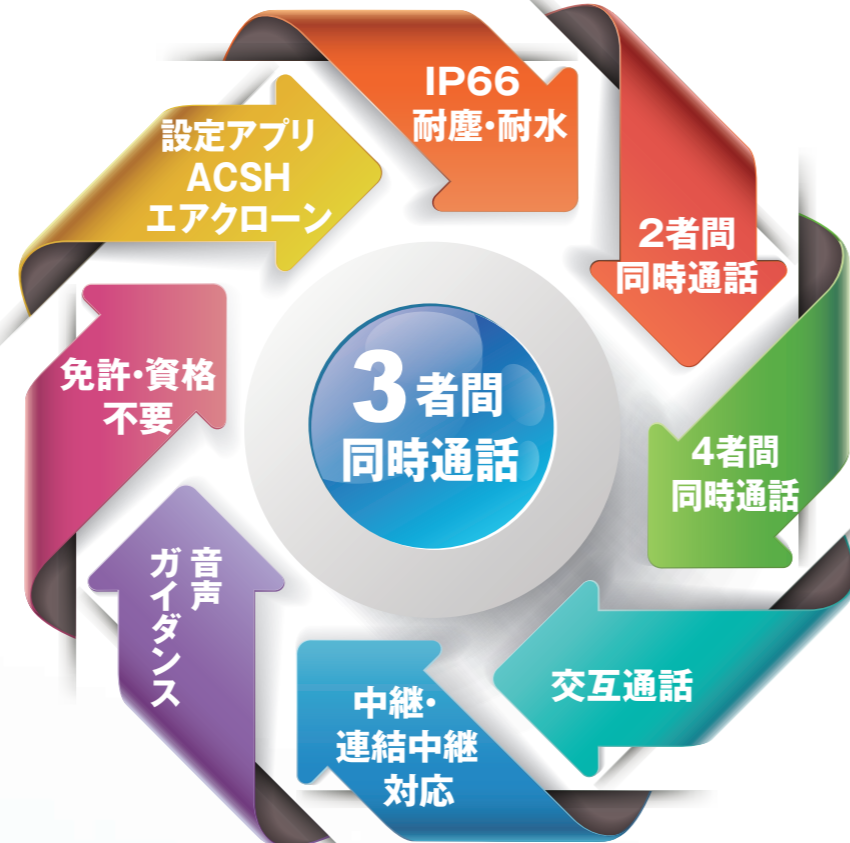 3者間
同時通話
IP66
耐塵・耐水
2者間
同時通話
4者間
同時通話
交互通話
中継・
連結中継
対応
音声
ガイダンス
免許・資格
不要
設定アプリ
ACSH
エアクローン